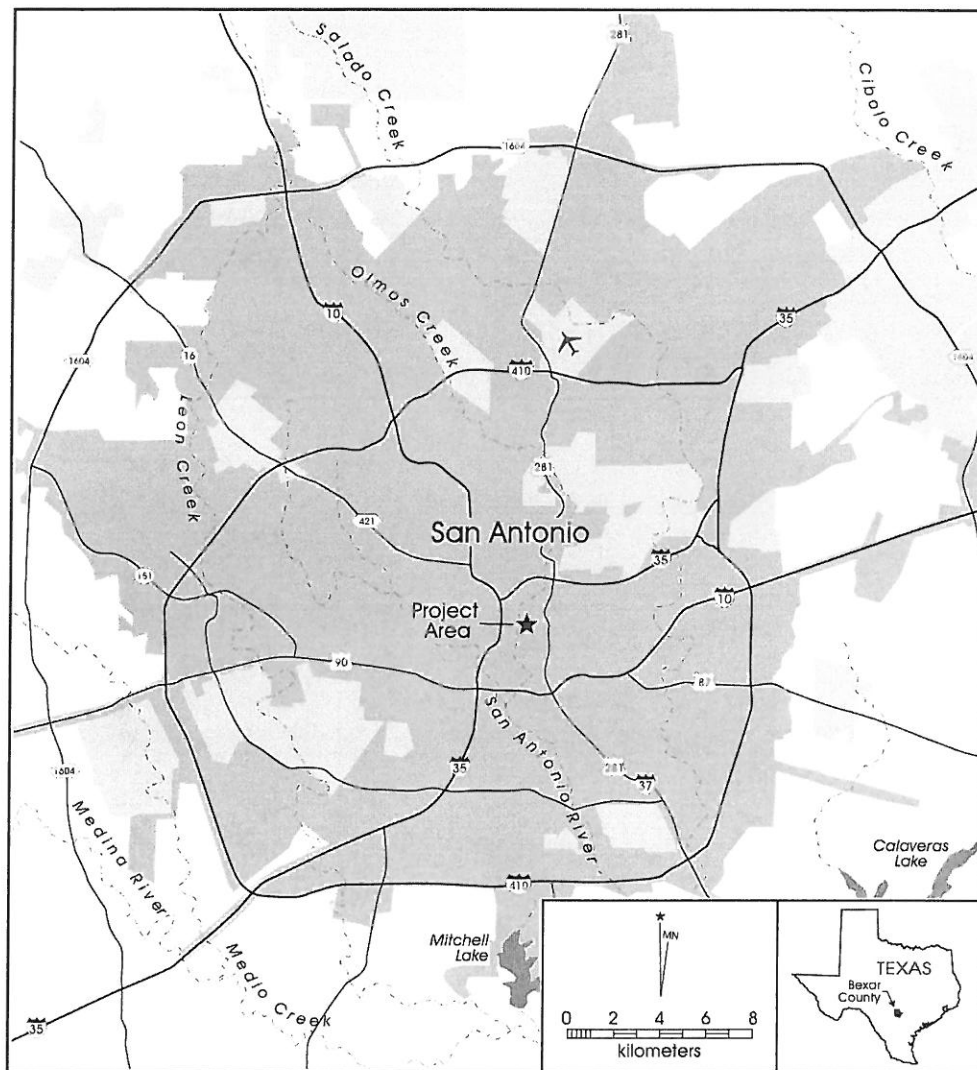 281
Salado Creek
Cibolo Creek
1604
Olmos Creek
10
35
16
1604
410
1604
Leon Creek
281
421
San Antonio
35
151
10
Project
Area
90
87
San Antonio River
35
281
37
1604
Medina River
Calaveras
Lake
410
Mitchell
Lake
Medio Creek
35
MN
0 2 4 6 8
kilometers
TEXAS
Bexar
County